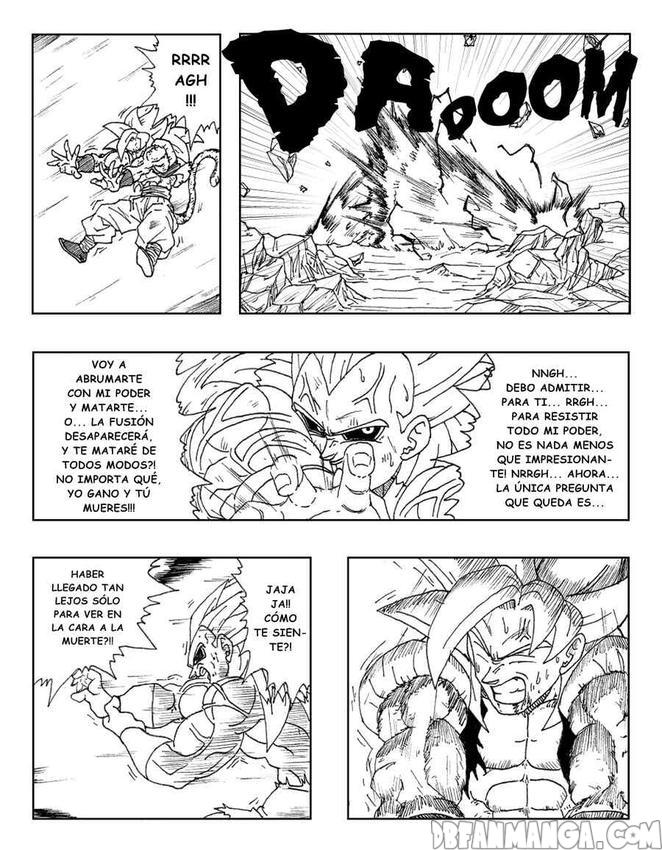 DADOOM
RRRR
AGH
!!!
NNGH...
DEBO ADMITIR...
PARA TI... RRGH...
PARA RESISTIR
TODO MI PODER,
NO ES NADA MENOS
QUE IMPRESIONAN-
TE! NRRGH... AHORA...
LA ÚNICA PREGUNTA
QUE QUEDA ES...
VOY A
ABRUMARTE
CON MI PODER
Y MATARTE...
O... LA FUSIÓN
DESAPARECERÁ,
Y TE MATARÉ DE
TODOS MODOS?!
NO IMPORTA QUÉ,
YO GANO Y TÚ
MUERES!!!
JAJA
JA!!
CÓMO
TE SIEN-
TE?!
HABER
LLEGADO TAN
LEJOS SÓLO
PARA VER EN
LA CARA A LA
MUERTE?!!
DBFANMANGA.COM